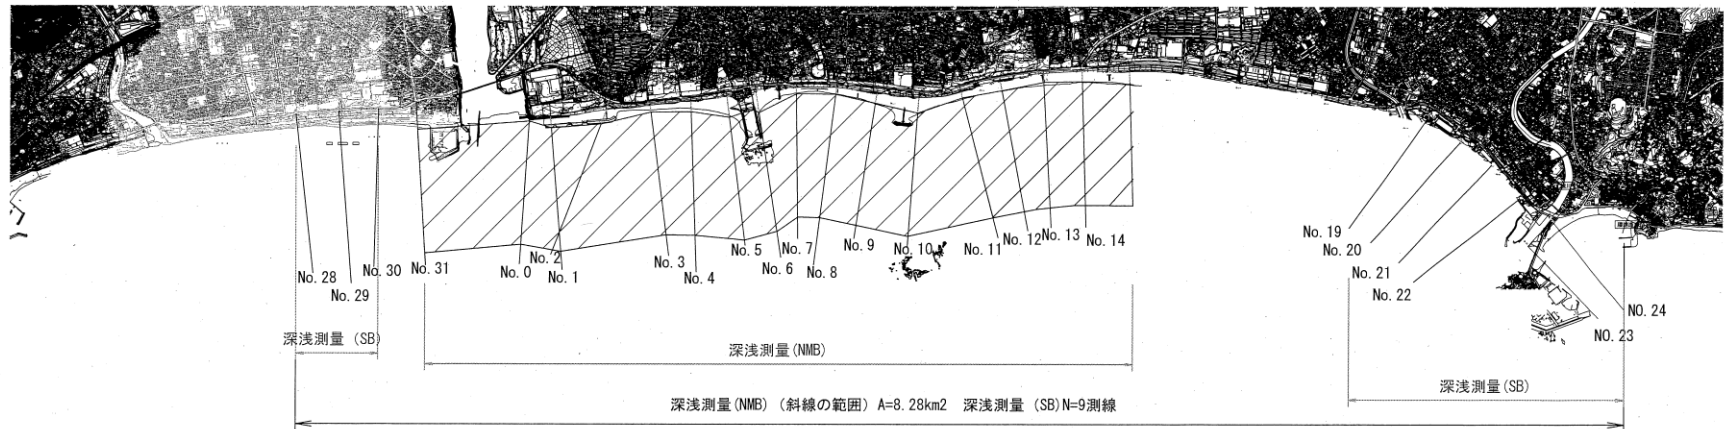 No. 28
No. 29
No. 30
No. 31
No. 0
No. 2
No. 1
No. 3
No. 4
No. 5
No. 6
No. 7
No. 8
No. 9
No. 10
No. 11
No. 12
No. 13
No. 14
No. 19
No. 20
No. 21
No. 22
NO. 24
NO. 23
深浅測量 (SB)
深浅測量(NMB)
深浅測量(SB)
深浅測量(NMB) (斜線の範囲) A=8.28km2 深浅測量 (SB)N=9測線